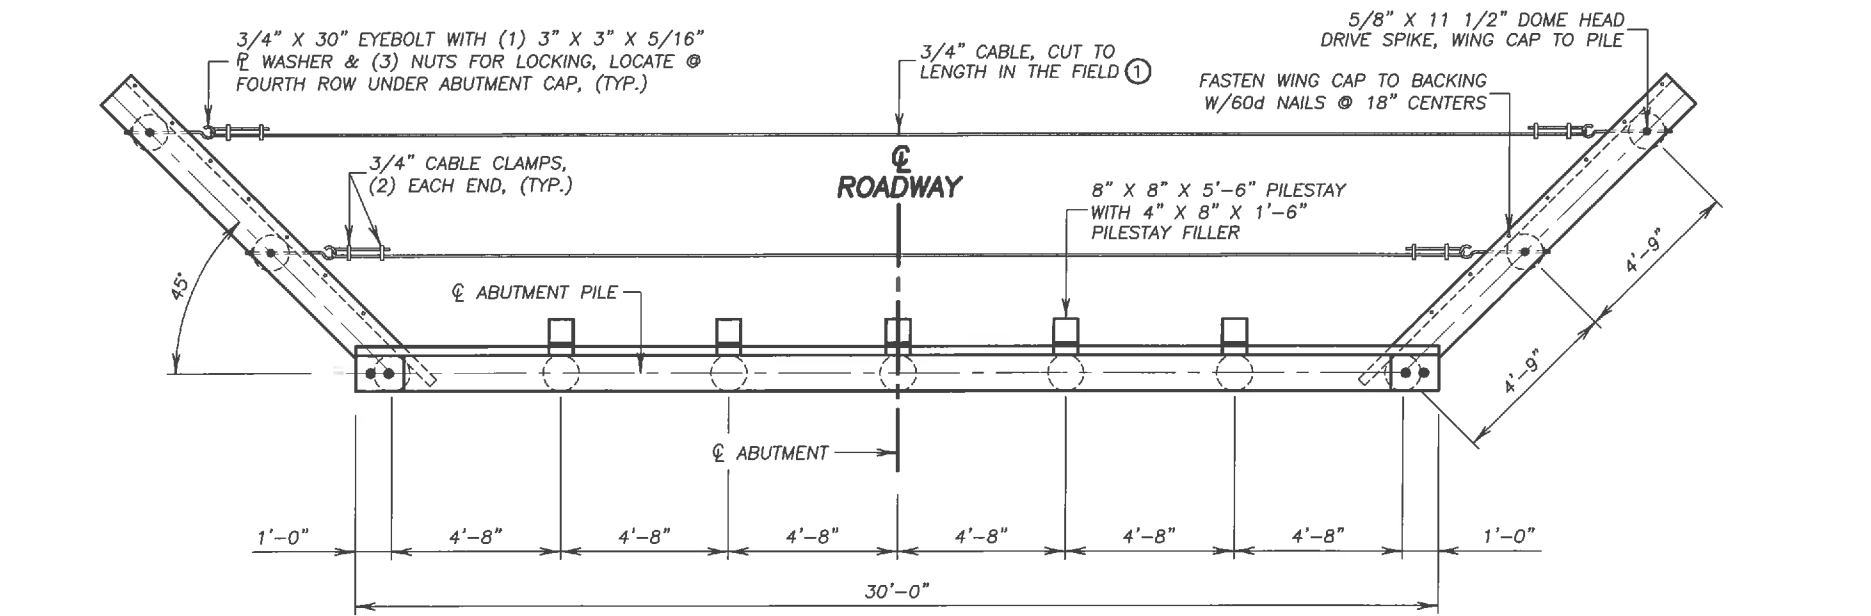 3/4" X 30" EYEBOLT WITH (1) 3" X 3" X 5/16"
℄ WASHER & (3) NUTS FOR LOCKING, LOCATE @
FOURTH ROW UNDER ABUTMENT CAP, (TYP.)
3/4" CABLE, CUT TO
LENGTH IN THE FIELD 1
5/8" X 11 1/2" DOME HEAD
DRIVE SPIKE, WING CAP TO PILE
FASTEN WING CAP TO BACKING
W/60d NAILS @ 18" CENTERS
3/4" CABLE CLAMPS,
(2) EACH END, (TYP.)
℄
ROADWAY
8" X 8" X 5'-6" PILESTAY
WITH 4" X 8" X 1'-6"
PILESTAY FILLER
4'-9"
4'-9"
45°
℄ ABUTMENT PILE
℄ ABUTMENT
1'-0"
4'-8"
4'-8"
4'-8"
4'-8"
4'-8"
4'-8"
1'-0"
30'-0"